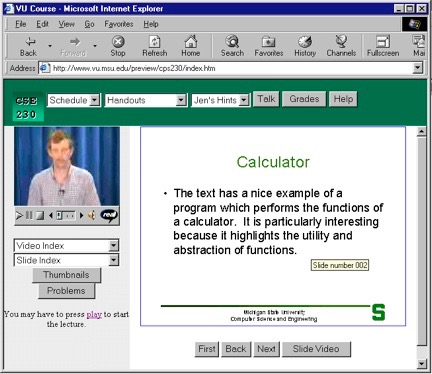 VU Course - Microsoft Internet Explorer
File Edit View Go Favorites Help
Back Forward Stop Refresh Home Search Favorites History Channels Fullscreen Mai
Address http://www.vu.msu.edu/preview/cps230/index.htm
CSE 230
Schedule Handouts Jen's Hints Talk Grades Help
Calculator
• The text has a nice example of a
program which performs the functions of
a calculator. It is particularly interesting
because it highlights the utility and
abstraction of functions.
Slide number 002
real
Video Index
Slide Index
Thumbnails
Problems
You may have to press play to start
the lecture.
Michigan State University;
Computer Science and Engineering
S
First Back Next Slide Video